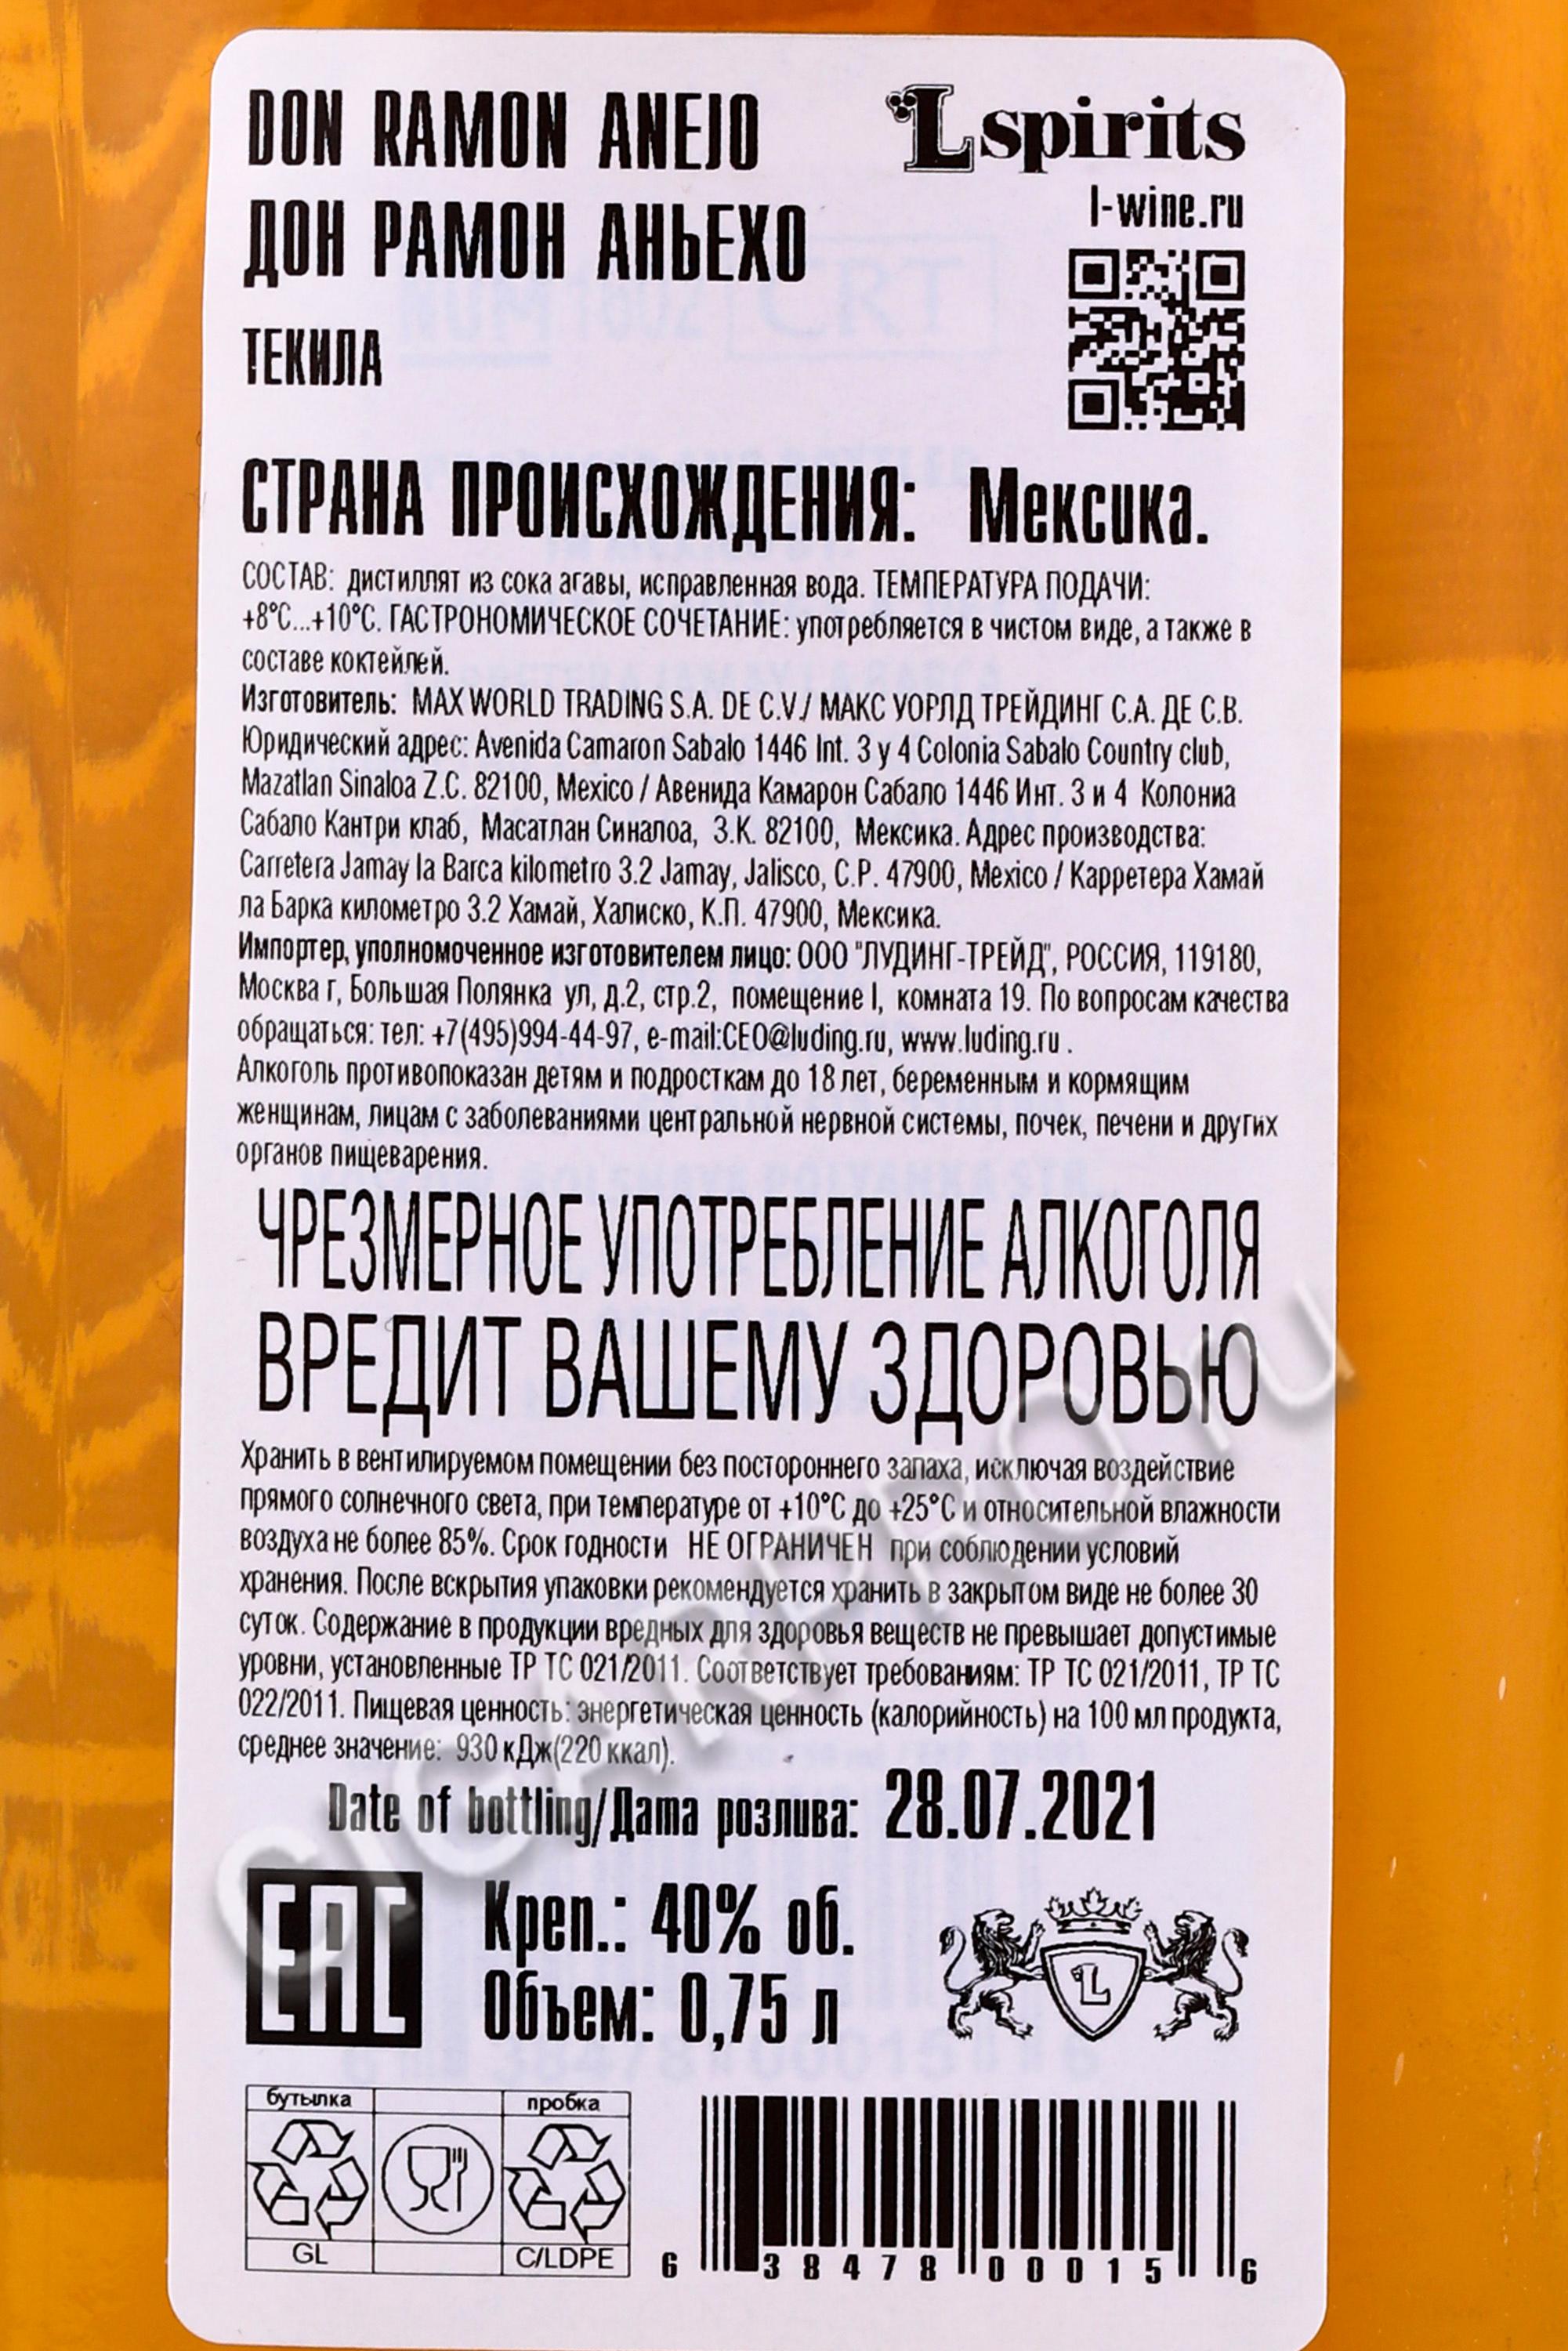 DON RAMON ANEJO
Lspirits
ДОН РАМОН АНЬЕХО
l-wine.ru
ТЕКИЛА
СТРАНА ПРОИСХОЖДЕНИЯ: Мексика.
СОСТАВ: дистиллят из сока агавы, исправленная вода. ТЕМПЕРАТУРА ПОДАЧИ:
+8°C...+10°C. ГАСТРОНОМИЧЕСКОЕ СОЧЕТАНИЕ: употребляется в чистом виде, а также в
составе коктейлей.
Изготовитель: MAX WORLD TRADING S.A. DE C.V./ МАКС УОРЛД ТРЕЙДИНГ С.А. ДЕ С.В.
Юридический адрес: Avenida Camaron Sabalo 1446 Int. 3 y 4 Colonia Sabalo Country club,
Mazatlan Sinaloa Z.C. 82100, Mexico / Авенида Камарон Сабало 1446 Инт. 3 и 4 Колониа
Сабало Кантри клаб, Масатлан Синалоа, З.К. 82100, Мексика. Адрес производства:
Carretera Jamay la Barca kilometro 3.2 Jamay, Jalisco, C.P. 47900, Mexico / Карретера Хамай
ла Барка километро 3.2 Хамай, Халиско, К.П. 47900, Мексика.
Импортер, уполномоченное изготовителем лицо: ООО "ЛУДИНГ-ТРЕЙД", РОССИЯ, 119180,
Москва г, Большая Полянка ул, д.2, стр.2, помещение I, комната 19. По вопросам качества
обращаться: тел: +7(495)994-44-97, e-mail:CEO@luding.ru, www.luding.ru .
Алкоголь противопоказан детям и подросткам до 18 лет, беременным и кормящим
женщинам, лицам с заболеваниями центральной нервной системы, почек, печени и других
органов пищеварения.
ЧРЕЗМЕРНОЕ УПОТРЕБЛЕНИЕ АЛКОГОЛЯ
ВРЕДИТ ВАШЕМУ ЗДОРОВЬЮ
Хранить в вентилируемом помещении без постороннего запаха, исключая воздействие
прямого солнечного света, при температуре от +10°C до +25°C и относительной влажности
воздуха не более 85%. Срок годности НЕ ОГРАНИЧЕН при соблюдении условий
хранения. После вскрытия упаковки рекомендуется хранить в закрытом виде не более 30
суток. Содержание в продукции вредных для здоровья веществ не превышает допустимые
уровни, установленные ТР ТС 021/2011. Соответствует требованиям: ТР ТС 021/2011, ТР ТС
022/2011. Пищевая ценность: энергетическая ценность (калорийность) на 100 мл продукта,
среднее значение: 930 кДж(220 ккал).
Date of bottling/Дата розлива: 28.07.2021
EAC
Креп.: 40% об.
Объем: 0,75 л
L
бутылка
пробка
GL
C/LDPE
6 38478 00015 6
CIGARPRO.ru